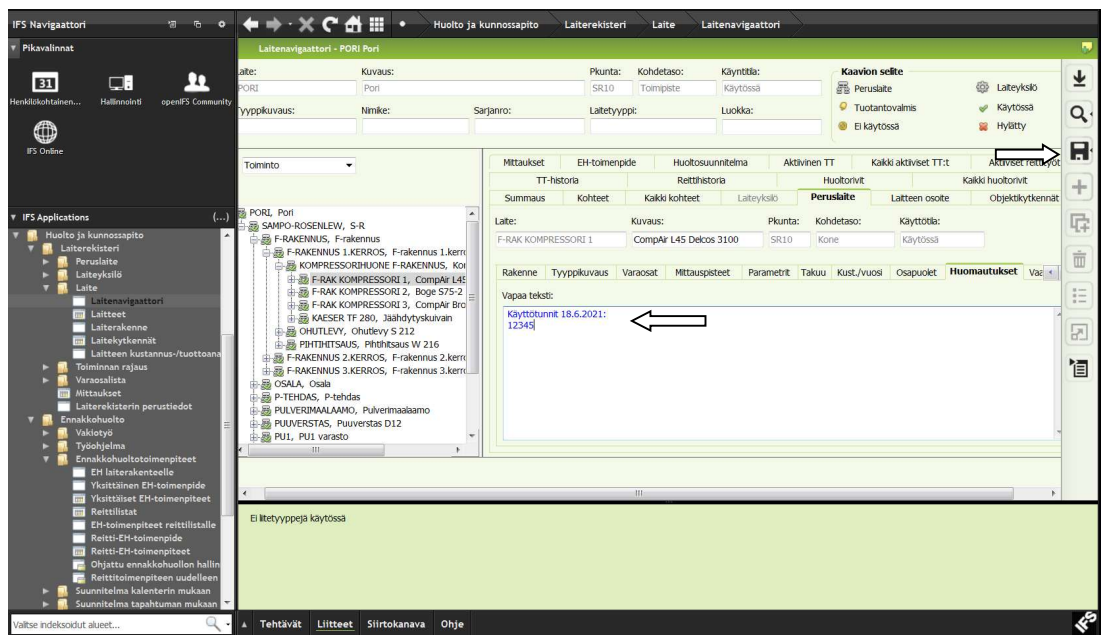 IFS Navigaattori
Huolto ja kunnossapito Laiterekisteri Laite Laitenavigaattori
Pikavalinnat
31
Henkilökohtainen... Hallinnointi openIFS Community
IFS Online
IFS Applications (...)
Huolto ja kunnossapito
Laiterekisteri
Peruslaite
Laiteyksilö
Laite
Laitenavigaattori
Laitteet
Laiterakenne
Laitekytkennät
Laitteen kustannus-/tuottoana
Toiminnan rajaus
Varaosalista
Mittaukset
Laiterekisterin perustiedot
Ennakkohuolto
Vakiotyö
Työohjelma
Ennakkohuoltotoimenpiteet
EH laiterakenteelle
Yksittäinen EH-toimenpide
Yksittäiset EH-toimenpiteet
Reittilistat
EH-toimenpiteet reittilistalle
Reitti-EH-toimenpide
Reitti-EH-toimenpiteet
Ohjattu ennakkohuollon hallin
Reittitoimenpiteen uudelleen
Suunnitelma kalenterin mukaan
Suunnitelma tapahtuman mukaan
Valitse indeksoidut alueet...
Laitenavigaattori - PORI Pori
aite: Kuvaus: Pkunta: Kohdetaso: Käyntitila:
PORI Pori SR10 Toimipiste Käytössä
Tyyppikuvaus: Nimike: Sarjanro: Laitetyyppi: Luokka:
Kaavion selite
Peruslaite Laiteyksilö
Tuotantovalmis Käytössä
Ei käytössä Hylätty
Toiminto
PORI, Pori
SAMPO-ROSENLEW, S-R
F-RAKENNUS, F-rakennus
F-RAKENNUS 1.KERROS, F-rakennus 1.kerro
KOMPRESSORIHUONE F-RAKENNUS, Kor
F-RAK KOMPRESSORI 1, CompAir L45
F-RAK KOMPRESSORI 2, Boge S75-2
F-RAK KOMPRESSORI 3, CompAir Bro
KAESER TF 280, Jäähdytyskuivain
OHUTLEVY, Ohutlevy S 212
PIHTIHITSAUS, Pihtihitsaus W 216
F-RAKENNUS 2.KERROS, F-rakennus 2.kerro
F-RAKENNUS 3.KERROS, F-rakennus 3.kerro
OSALA, Osala
P-TEHDAS, P-tehdas
PULVERIMAALAAMO, Pulverimaalaamo
PUUVERSTAS, Puuverstas D12
PU1, PU1 varasto
Mittaukset EH-toimenpide Huoltosuunnitelma Aktiivinen TT Kaikki aktiiviset TT:t Aktiiviset reittityöt
TT-historia Reittihistoria Huoltorivit Kaikki huoltorivit
Summaus Kohteet Kaikki kohteet Laiteyksilö Peruslaite Laitteen osoite Objektikytkennät
Laite: Kuvaus: Pkunta: Kohdetaso: Käyttötila:
F-RAK KOMPRESSORI 1 CompAir L45 Delcos 3100 SR10 Kone Käytössä
Rakenne Tyyppikuvaus Varaosat Mittauspisteet Parametrit Takuu Kust./vuosi Osapuolet Huomautukset Vaa
Vapaa teksti:
Käyttötunnit 18.6.2021:
12345
Ei liitetyyppejä käytössä
Tehtävät Liitteet Siirtokanava Ohje
IFS